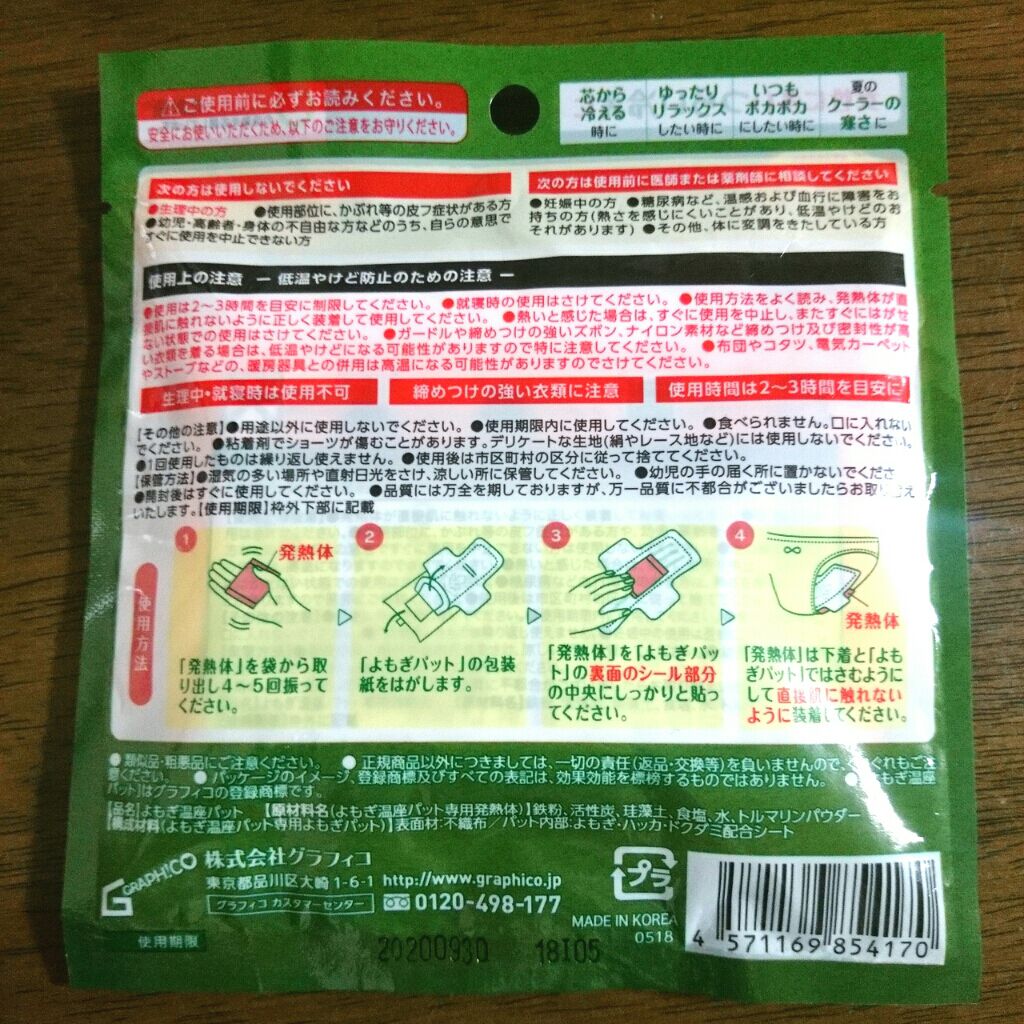 ⚠ご使用前に必ずお読みください。
安全にお使いいただくため、以下のご注意をお守りください。
芯から
冷える
時に
ゆったり
リラックス
したい時に
いつも
ポカポカ
にしたい時に
夏の
クーラーの
寒さに
次の方は使用しないでください
●生理中の方 ●使用部位に、かぶれ等の皮フ症状がある方
●幼児・高齢者・身体の不自由な方などのうち、自らの意思で
すぐに使用を中止できない方
次の方は使用前に医師または薬剤師に相談してください
●妊娠中の方 ●糖尿病など、温感および血行に障害をお
持ちの方(熱さを感じにくいことがあり、低温やけどのお
それがあります) ●その他、体に変調をきたしている方
使用上の注意 ー 低温やけど防止のための注意 ー
●使用は2〜3時間を目安に制限してください。 ●就寝時の使用はさけてください。 ●使用方法をよく読み、発熱体が直
接肌に触れないように正しく装着して使用してください。 ●熱いと感じた場合は、すぐに使用を中止し、またすぐにはがせ
ない状態での使用はさけてください。 ●ガードルや締めつけの強いズボン、ナイロン素材など締めつけ及び密封性が高
い衣類を着る場合は、低温やけどになる可能性がありますので特に注意してください。 ●布団やコタツ、電気カーペット
やストーブなどの、暖房器具との併用は高温になる可能性がありますのでさけてください。
生理中・就寝時は使用不可
締めつけの強い衣類に注意
使用時間は2〜3時間を目安に
【その他の注意】●用途以外に使用しないでください。 ●使用期限内に使用してください。 ●食べられません。口に入れない
でください。 ●粘着剤でショーツが傷むことがあります。デリケートな生地(絹やレース地など)には使用しないでください。
●1回使用したものは繰り返し使えません。 ●使用後は市区町村の区分に従って捨ててください。
【保管方法】●湿気の多い場所や直射日光をさけ、涼しい所に保管してください。 ●幼児の手の届く所に置かないでくださ
●開封後はすぐに使用してください。 ●品質には万全を期しておりますが、万一品質に不都合がございましたらお取り替え
いたします。【使用期限】枠外下部に記載
使用方法
1
発熱体
「発熱体」を袋から取
り出し4〜5回振って
ください。
2
「よもぎパット」の包装
紙をはがします。
3
「発熱体」を「よもぎパッ
ト」の裏面のシール部分
の中央にしっかりと貼っ
てください。
4
発熱体
「発熱体」は下着と「よも
ぎパット」ではさむように
して直接肌に触れない
ように装着してください。
●類似品・粗悪品にご注意ください。 ●正規商品以外につきましては、一切の責任(返品・交換等)を負いませんので、くれぐれもご注
意ください。 ●パッケージのイメージ、登録商標及びすべての表記は、効果効能を標榜するものではありません。 ●「よもぎ温座
パット」はグラフィコの登録商標です。
【品名】よもぎ温座パット 【原材料名(よもぎ温座パット専用発熱体)】鉄粉、活性炭、珪藻土、食塩、水、トルマリンパウダー
【構成材料(よもぎ温座パット専用よもぎパット)】表面材:不織布/パット内部:よもぎ・ハッカ・ドクダミ配合シート
GRAPHICO
株式会社グラフィコ
東京都品川区大崎1-6-1 http://www.graphico.jp
グラフィコ カスタマーセンター 0120-498-177
プラ
MADE IN KOREA
0518
4 571169 854170
使用期限
20200930 18I05